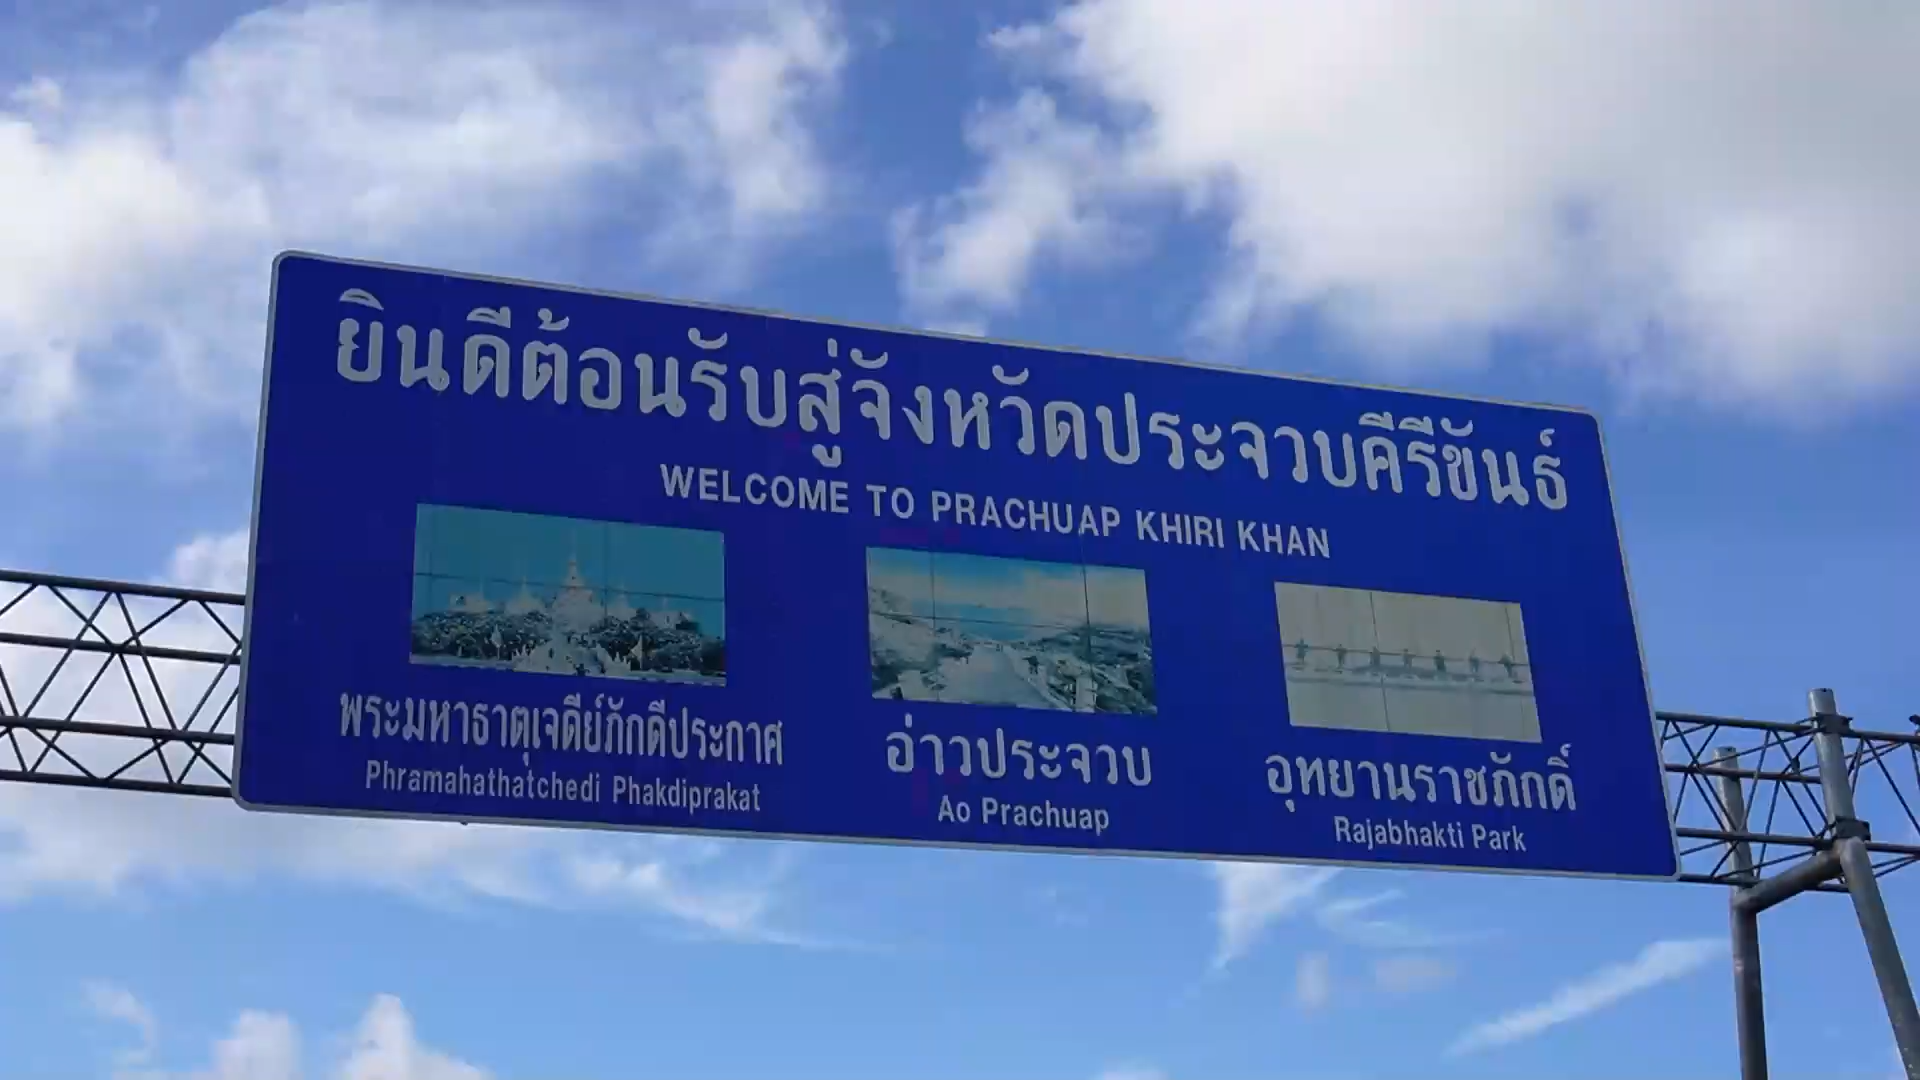 ยินดีต้อนรับสู่จังหวัดประจวบคีรีขันธ์
WELCOME TO PRACHUAP KHIRI KHAN
พระมหาธาตุเจดีย์ภักดีประกาศ
Phramahathatchedi Phakdiprakat
อ่าวประจวบ
Ao Prachuap
อุทยานราชภักดิ์
Rajabhakti Park